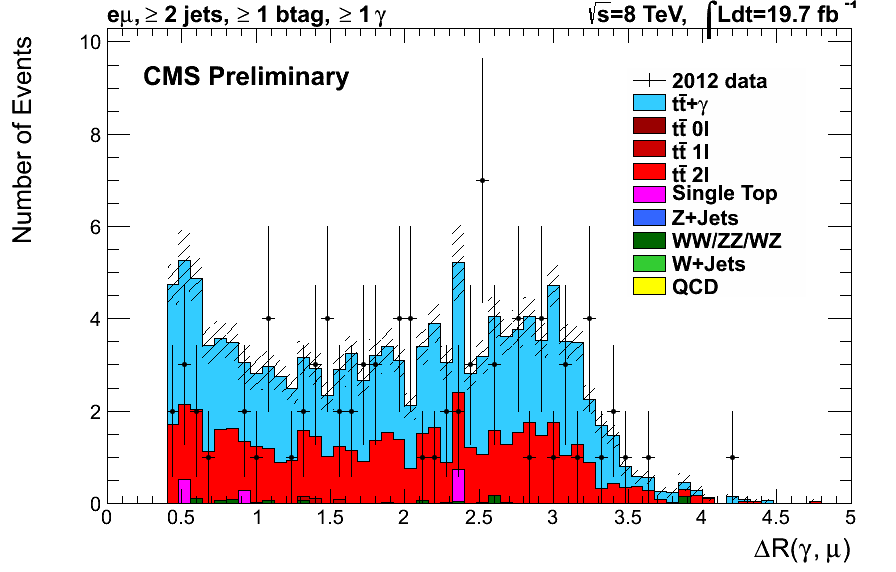 eμ, ≥ 2 jets, ≥ 1 btag, ≥ 1 γ √s=8 TeV, ∫Ldt=19.7 fb⁻¹
CMS Preliminary
2012 data
tt̄+γ
tt̄ 0l
tt̄ 1l
tt̄ 2l
Single Top
Z+Jets
WW/ZZ/WZ
W+Jets
QCD
Number of Events
10
8
6
4
2
0
0 0.5 1 1.5 2 2.5 3 3.5 4 4.5 5
ΔR(γ, μ)